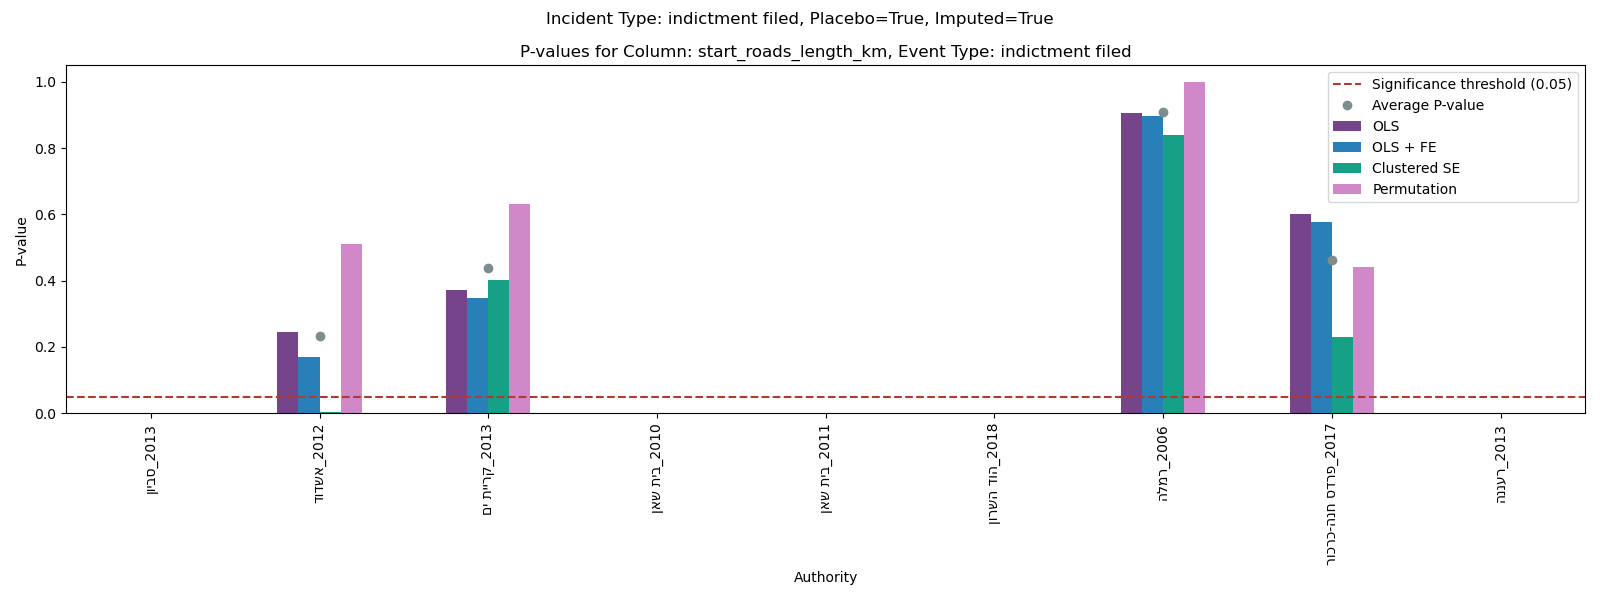 Incident Type: indictment filed, Placebo=True, Imputed=True
P-values for Column: start_roads_length_km, Event Type: indictment filed
Significance threshold (0.05)
Average P-value
OLS
OLS + FE
Clustered SE
Permutation
P-value
1.0
0.8
0.6
0.4
0.2
0.0
סביון_2013
אשדוד_2012
קריית ים_2013
בית שאן_2010
בית שאן_2011
הוד השרון_2018
רמלה_2006
פרדס חנה-כרכור_2017
רעננה_2013
Authority